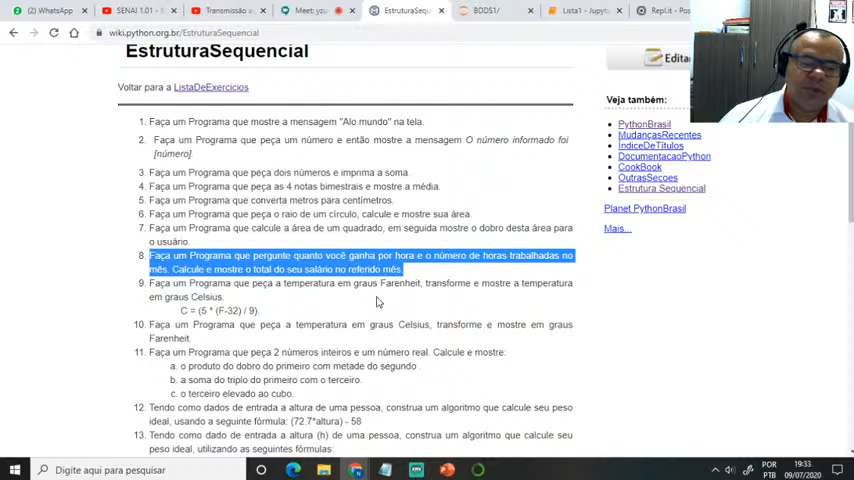 (2) WhatsApp
SENAI 1.01 - Ex
Transmissão
Meet: yzu
EstruturaSequ
BDDS1/
Lista1 - Jupyte
Repl.it - Pos
wiki.python.org.br/EstruturaSequencial
EstruturaSequencial
Edita
Voltar para a ListaDeExercicios
Veja também:
PythonBrasil
MudançasRecentes
ÍndiceDeTítulos
DocumentacaoPython
CookBook
OutrasSecoes
Estrutura Sequencial
Planet PythonBrasil
Mais...
1. Faça um Programa que mostre a mensagem "Alo mundo" na tela.
2. Faça um Programa que peça um número e então mostre a mensagem O número informado foi
[número].
3. Faça um Programa que peça dois números e imprima a soma.
4. Faça um Programa que peça as 4 notas bimestrais e mostre a média.
5. Faça um Programa que converta metros para centímetros.
6. Faça um Programa que peça o raio de um círculo, calcule e mostre sua área.
7. Faça um Programa que calcule a área de um quadrado, em seguida mostre o dobro desta área para
o usuário.
8. Faça um Programa que pergunte quanto você ganha por hora e o número de horas trabalhadas no
mês. Calcule e mostre o total do seu salário no referido mês.
9. Faça um Programa que peça a temperatura em graus Farenheit, transforme e mostre a temperatura
em graus Celsius.
C = (5 * (F-32) / 9).
10. Faça um Programa que peça a temperatura em graus Celsius, transforme e mostre em graus
Farenheit.
11. Faça um Programa que peça 2 números inteiros e um número real. Calcule e mostre:
a. o produto do dobro do primeiro com metade do segundo .
b. a soma do triplo do primeiro com o terceiro.
c. o terceiro elevado ao cubo.
12. Tendo como dados de entrada a altura de uma pessoa, construa um algoritmo que calcule seu peso
ideal, usando a seguinte fórmula: (72.7*altura) - 58
13. Tendo como dado de entrada a altura (h) de uma pessoa, construa um algoritmo que calcule seu
peso ideal, utilizando as seguintes fórmulas:
Digite aqui para pesquisar
POR
PTB
19:33
09/07/2020